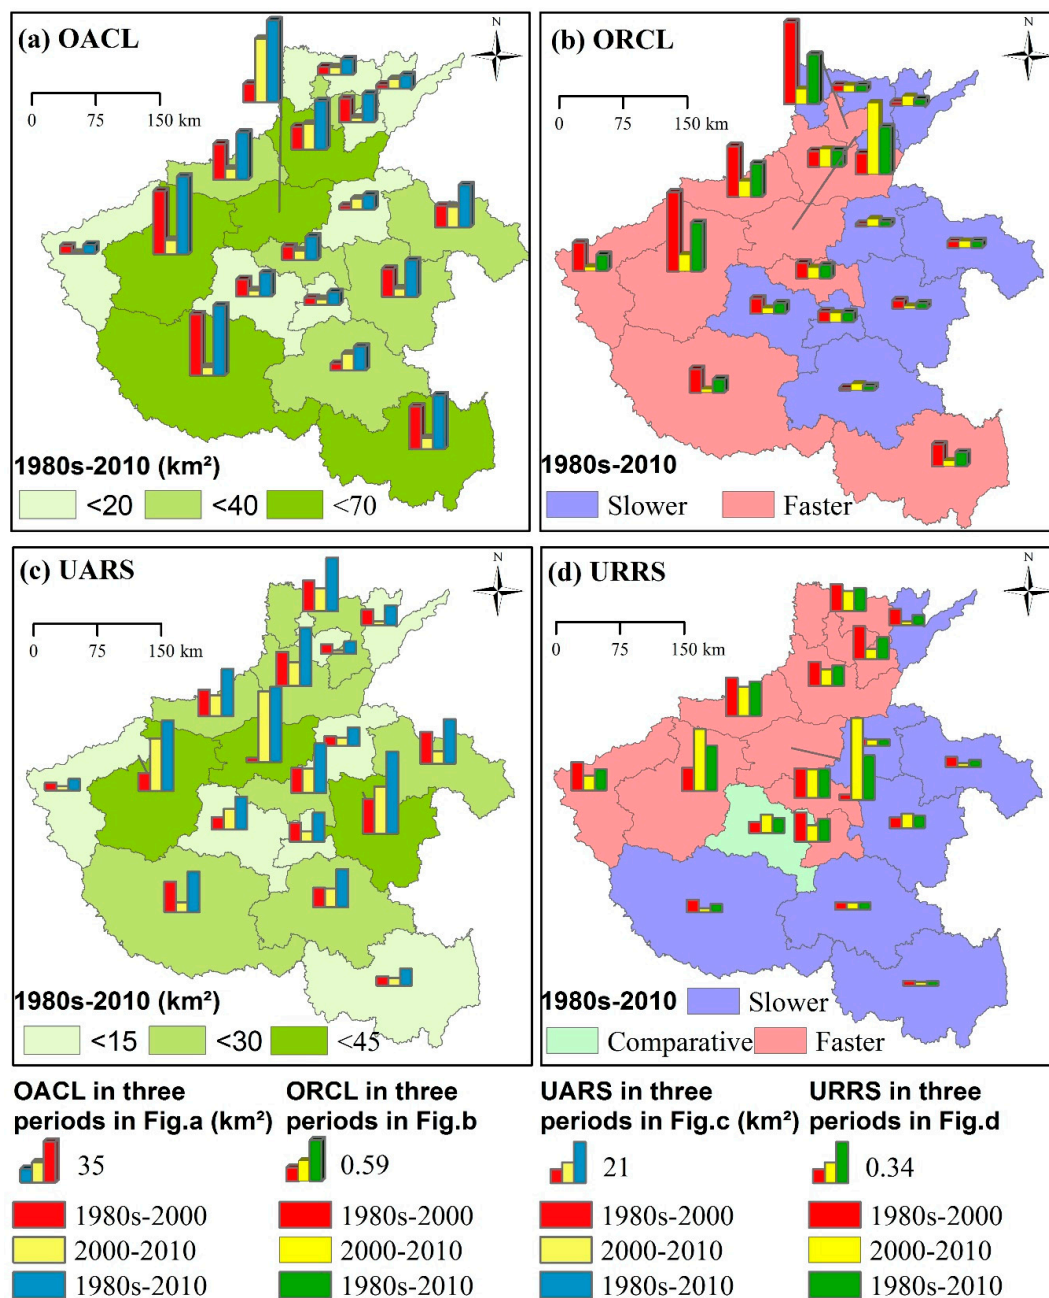 (a) OACL
N
0 75 150 km
1980s-2010 (km²)
<20 <40 <70
(b) ORCL
N
0 75 150 km
1980s-2010
Slower Faster
(c) UARS
N
0 75 150 km
1980s-2010 (km²)
<15 <30 <45
(d) URRS
N
0 75 150 km
1980s-2010 Slower
Comparative Faster
OACL in three
periods in Fig.a (km²)
35
1980s-2000
2000-2010
1980s-2010
ORCL in three
periods in Fig.b
0.59
1980s-2000
2000-2010
1980s-2010
UARS in three
periods in Fig.c (km²)
21
1980s-2000
2000-2010
1980s-2010
URRS in three
periods in Fig.d
0.34
1980s-2000
2000-2010
1980s-2010